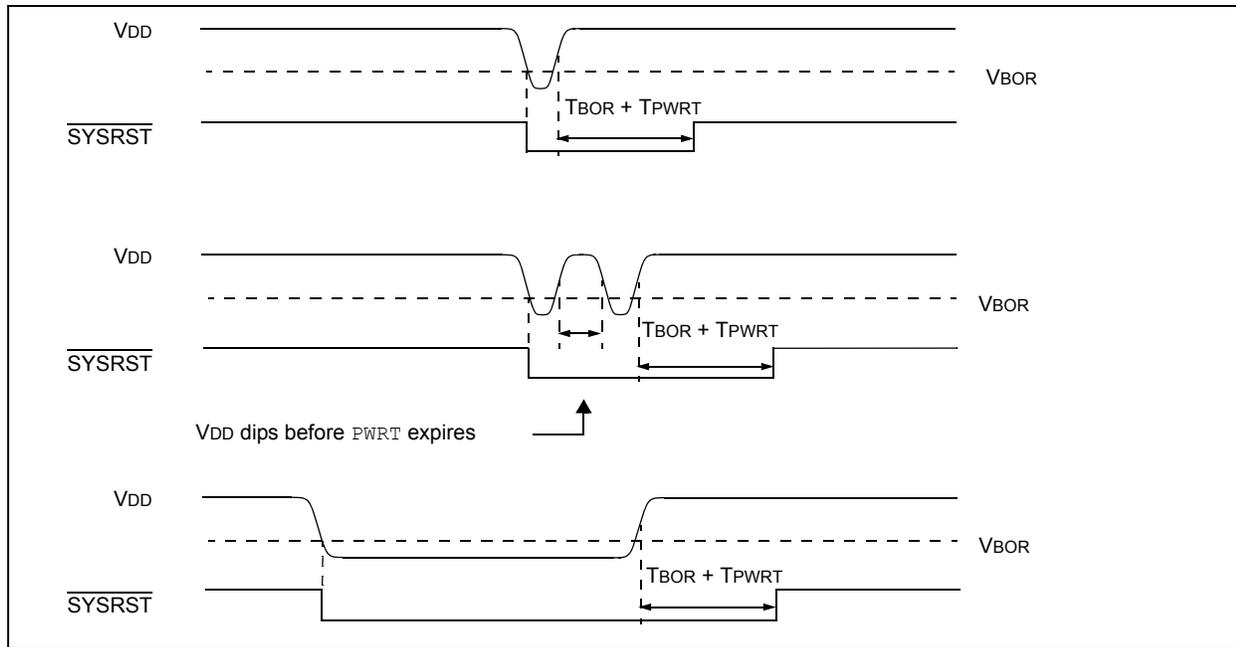 VDD
VBOR
TBOR + TPWRT
SYSRST
VDD
VBOR
TBOR + TPWRT
SYSRST
VDD dips before PWRT expires
VDD
VBOR
TBOR + TPWRT
SYSRST